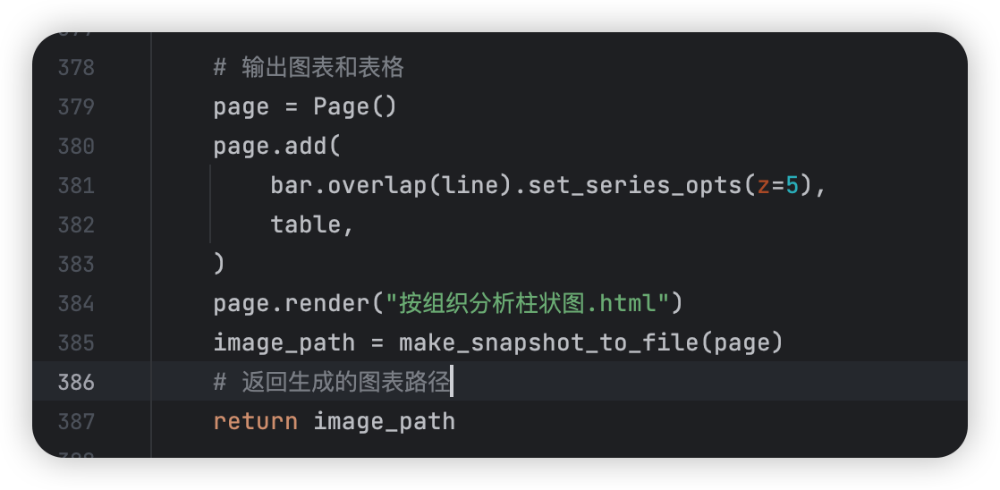 378 # 输出图表和表格
379 page = Page()
380 page.add(
381 bar.overlap(line).set_series_opts(z=5),
382 table,
383 )
384 page.render("按组织分析柱状图.html")
385 image_path = make_snapshot_to_file(page)
386 # 返回生成的图表路径
387 return image_path